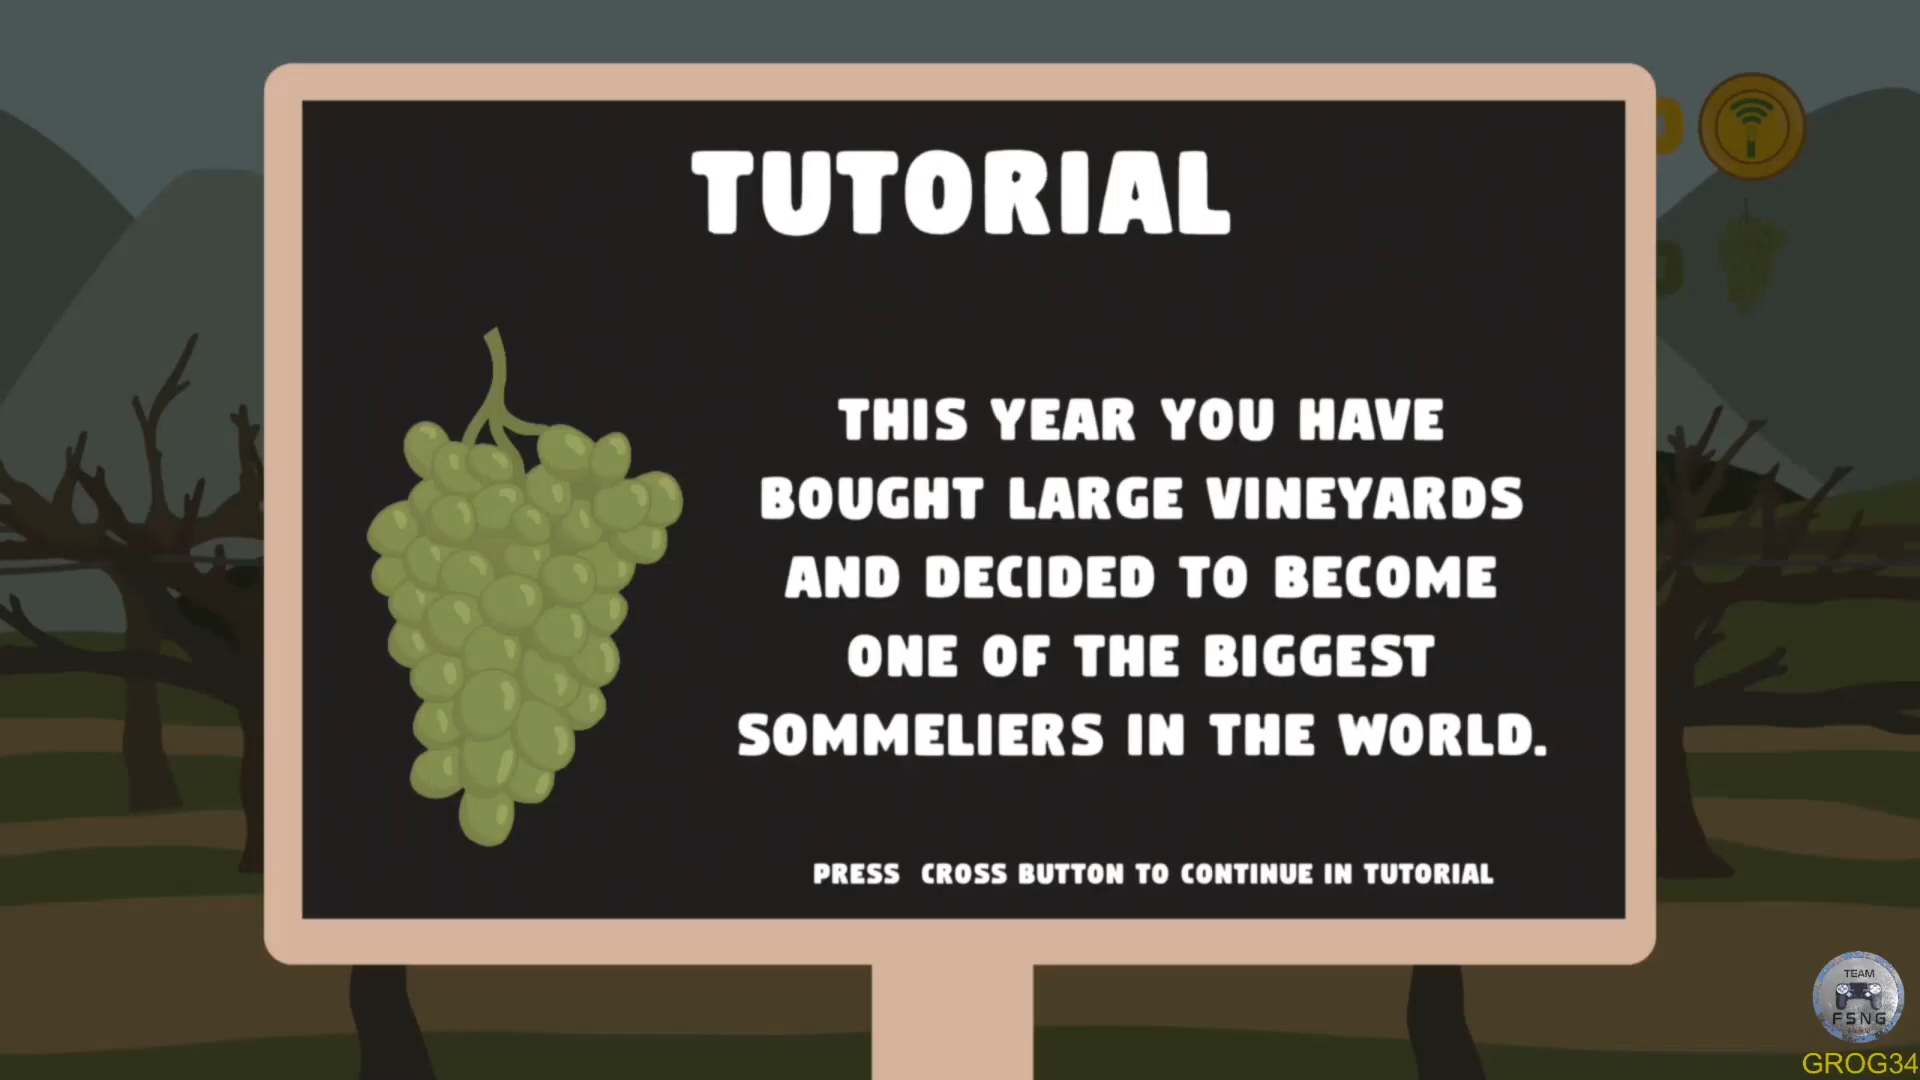 TUTORIAL
THIS YEAR YOU HAVE
BOUGHT LARGE VINEYARDS
AND DECIDED TO BECOME
ONE OF THE BIGGEST
SOMMELIERS IN THE WORLD.
PRESS CROSS BUTTON TO CONTINUE IN TUTORIAL
TEAM
FSNG
GROG34